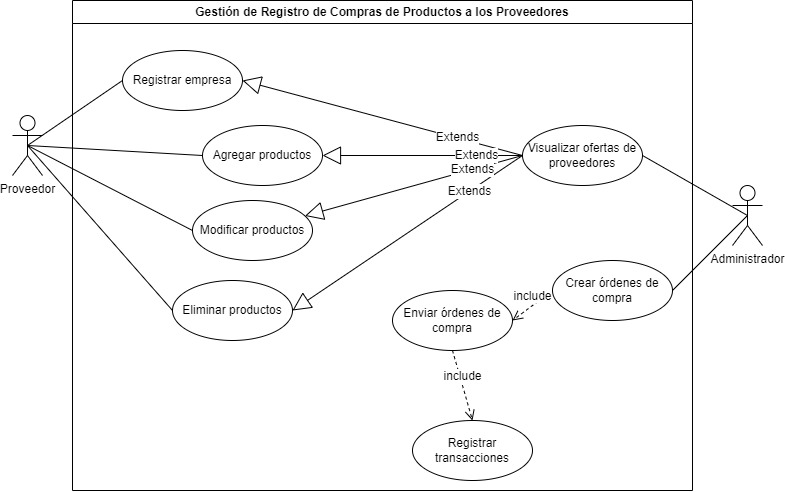 Gestión de Registro de Compras de Productos a los Proveedores
Registrar empresa
Extends
Agregar productos
Extends
Visualizar ofertas de
proveedores
Extends
Proveedor
Extends
Modificar productos
Administrador
Eliminar productos
Crear órdenes de
compra
include
Enviar órdenes de
compra
include
Registrar
transacciones